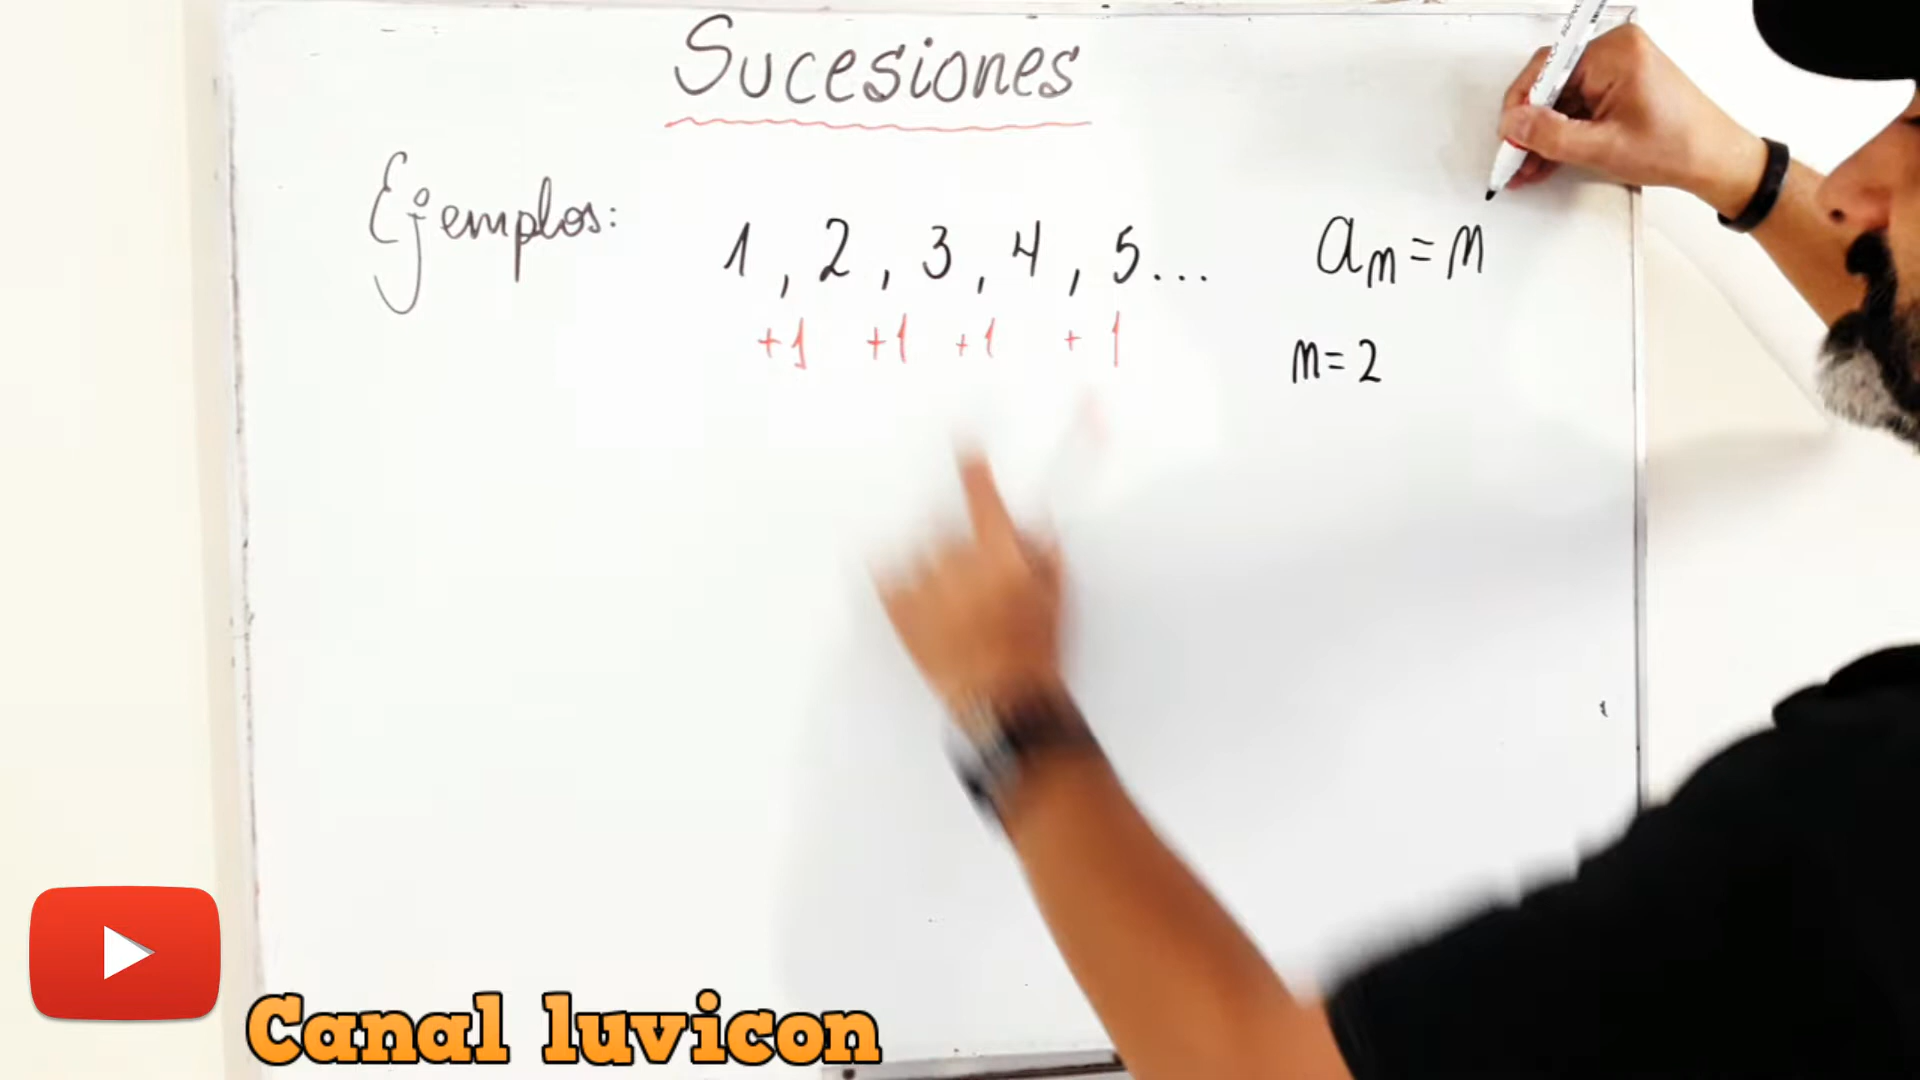 Sucesiones
Ejemplos: 1, 2, 3, 4, 5... aₙ = n
+1 +1 +1 +1 n = 2
Canal luvicon